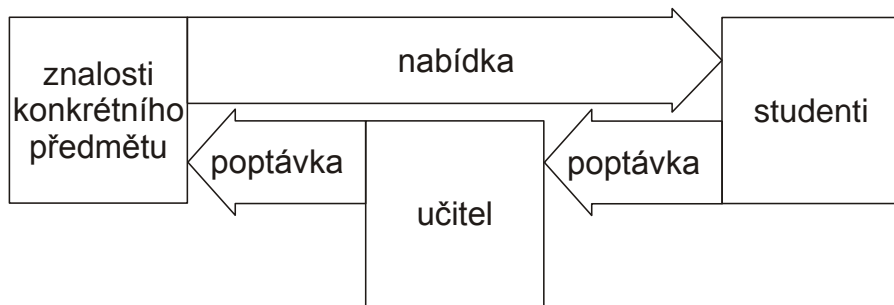 znalosti
konkrétního
předmětu
nabídka
studenti
poptávka
poptávka
učitel